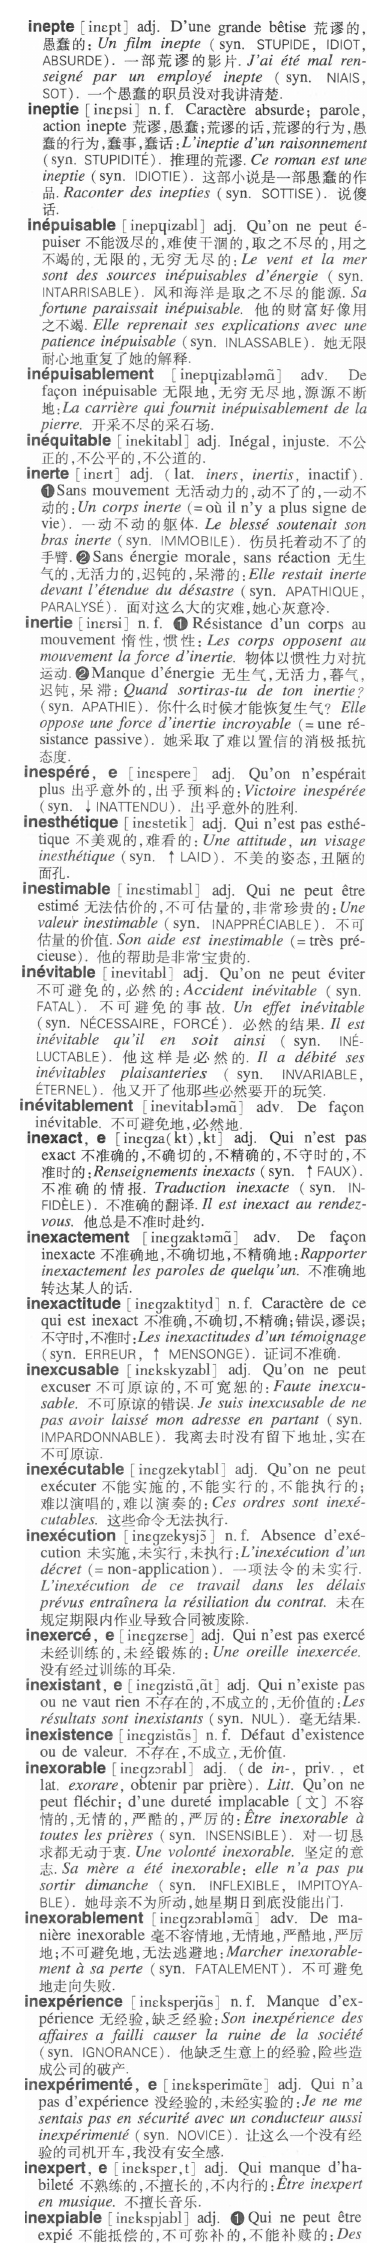 inepte [inɛpt] adj. D'une grande bêtise 荒谬的,
愚蠢的: Un film inepte (syn. STUPIDE, IDIOT,
ABSURDE). 一部荒谬的影片. J'ai été mal ren-
seigné par un employé inepte (syn. NIAIS,
SOT). 一个愚蠢的职员没对我讲清楚.
ineptie [inɛpsi] n. f. Caractère absurde; parole,
action inepte 荒谬,愚蠢;荒谬的话,荒谬的行为,愚
蠢的行为,蠢事,蠢话: L'ineptie d'un raisonnement
(syn. STUPIDITÉ). 推理的荒谬. Ce roman est une
ineptie (syn. IDIOTIE). 这部小说是一部愚蠢的作
品. Raconter des inepties (syn. SOTTISE). 说傻
话.
inépuisable [inepɥizabl] adj. Qu'on ne peut é-
puiser 不能汲尽的,难使干涸的,取之不尽的,用之
不竭的,无限的,无穷无尽的: Le vent et la mer
sont des sources inépuisables d'énergie (syn.
INTARRISABLE). 风和海洋是取之不尽的能源. Sa
fortune paraissait inépuisable. 他的财富好像用
之不竭. Elle reprenait ses explications avec une
patience inépuisable (syn. INLASSABLE). 她无限
耐心地重复了她的解释.
inépuisablement [inepɥizabləmɑ̃] adv. De
façon inépuisable 无限地,无穷无尽地,源源不断
地: La carrière qui fournit inépuisablement de la
pierre. 开采不尽的采石场.
inéquitable [inekitabl] adj. Inégal, injuste. 不公
正的,不公平的,不公道的.
inerte [inɛrt] adj. (lat. iners, inertis, inactif).
❶ Sans mouvement 无活动力的,动不了的,一动不
动的: Un corps inerte (= où il n'y a plus signe de
vie). 一动不动的躯体. Le blessé soutenait son
bras inerte (syn. IMMOBILE). 伤员托着动不了的
手臂. ❷ Sans énergie morale, sans réaction 无生
气的,无活力的,迟钝的,呆滞的: Elle restait inerte
devant l'étendue du désastre (syn. APATHIQUE,
PARALYSÉ). 面对这么大的灾难,她心灰意冷.
inertie [inɛrsi] n. f. ❶ Résistance d'un corps au
mouvement 惰性,惯性: Les corps opposent au
mouvement la force d'inertie. 物体以惯性力对抗
运动. ❷ Manque d'énergie 无生气,无活力,暮气,
迟钝,呆滞: Quand sortiras-tu de ton inertie?
(syn. APATHIE). 你什么时候才能恢复生气? Elle
oppose une force d'inertie incroyable (= une ré-
sistance passive). 她采取了难以置信的消极抵抗
态度.
inespéré, e [inɛspere] adj. Qu'on n'espérait
plus 出乎意外的,出乎预料的: Victoire inespérée
(syn. ↓ INATTENDU). 出乎意外的胜利.
inesthétique [inɛstetik] adj. Qui n'est pas esthé-
tique 不美观的,难看的: Une attitude, un visage
inesthétique (syn. ↑ LAID). 不美的姿态,丑陋的
面孔.
inestimable [inɛstimabl] adj. Qui ne peut être
estimé 无法估价的,不可估量的,非常珍贵的: Une
valeur inestimable (syn. INAPPRÉCIABLE). 不可
估量的价值. Son aide est inestimable (= très pré-
cieuse). 他的帮助是非常宝贵的.
inévitable [inevitabl] adj. Qu'on ne peut éviter
不可避免的,必然的: Accident inévitable (syn.
FATAL). 不可避免的事故. Un effet inévitable
(syn. NÉCESSAIRE, FORCÉ). 必然的结果. Il est
inévitable qu'il en soit ainsi (syn. INÉ-
LUCTABLE). 他这样是必然的. Il a débité ses
inévitables plaisanteries (syn. INVARIABLE,
ÉTERNEL). 他又开了他那些必然要开的玩笑.
inévitablement [inevitabləmɑ̃] adv. De façon
inévitable. 不可避免地,必然地.
inexact, e [inɛgza(kt),kt] adj. Qui n'est pas
exact 不准确的,不确切的,不精确的,不守时的,不
准时的: Renseignements inexacts (syn. ↑ FAUX).
不准确的情报. Traduction inexacte (syn. IN-
FIDÈLE). 不准确的翻译. Il est inexact au rendez-
vous. 他总是不准时赴约.
inexactement [inɛgzaktəmɑ̃] adv. De façon
inexacte 不准确地,不确切地,不精确地: Rapporter
inexactement les paroles de quelqu'un. 不准确地
转达某人的话.
inexactitude [inɛgzaktityd] n. f. Caractère de ce
qui est inexact 不准确,不确切,不精确;错误,谬误;
不守时,不准时: Les inexactitudes d'un témoignage
(syn. ERREUR, ↑ MENSONGE). 证词不准确.
inexcusable [inɛkskyzabl] adj. Qu'on ne peut
excuser 不可原谅的,不可宽恕的: Faute inexcu-
sable. 不可原谅的错误. Je suis inexcusable de ne
pas avoir laissé mon adresse en partant (syn.
IMPARDONNABLE). 我离去时没有留下地址,实在
不可原谅.
inexécutable [inɛgzekytabl] adj. Qu'on ne peut
exécuter 不能实施的,不能实行的,不能执行的;
难以演唱的,难以演奏的: Ces ordres sont inexé-
cutables. 这些命令无法执行.
inexécution [inɛgzekysjɔ̃] n. f. Absence d'exé-
cution 未实施,未实行,未执行: L'inexécution d'un
décret (= non-application). 一项法令的未实行.
L'inexécution de ce travail dans les délais
prévus entraînera la résiliation du contrat. 未在
规定期限内作业导致合同被废除.
inexercé, e [inɛgzɛrse] adj. Qui n'est pas exercé
未经训练的,未经锻炼的: Une oreille inexercée.
没有经过训练的耳朵.
inexistant, e [inɛgzistɑ̃,ɑ̃t] adj. Qui n'existe pas
ou ne vaut rien 不存在的,不成立的,无价值的: Les
résultats sont inexistants (syn. NUL). 毫无结果.
inexistence [inɛgzistɑ̃s] n. f. Défaut d'existence
ou de valeur. 不存在,不成立,无价值.
inexorable [inɛgzɔrabl] adj. (de in-, priv., et
lat. exorare, obtenir par prière). Litt. Qu'on ne
peut fléchir; d'une dureté implacable〔文〕不容
情的,无情的,严酷的,严厉的: Être inexorable à
toutes les prières (syn. INSENSIBLE). 对一切恳
求都无动于衷. Une volonté inexorable. 坚定的意
志. Sa mère a été inexorable; elle n'a pas pu
sortir dimanche (syn. INFLEXIBLE, IMPITOYA-
BLE). 她母亲不为所动,她星期日到底没能出门.
inexorablement [inɛgzɔrabləmɑ̃] adv. De ma-
nière inexorable 毫不容情地,无情地,严酷地,严厉
地;不可避免地,无法逃避地: Marcher inexorable-
ment à sa perte (syn. FATALEMENT). 不可避免
地走向失败.
inexpérience [inɛksperjɑ̃s] n. f. Manque d'ex-
périence 无经验,缺乏经验: Son inexpérience des
affaires a failli causer la ruine de la société
(syn. IGNORANCE). 他缺乏生意上的经验,险些造
成公司的破产.
inexpérimenté, e [inɛksperimɑ̃te] adj. Qui n'a
pas d'expérience 没经验的,未经实验的: Je ne me
sentais pas en sécurité avec un conducteur aussi
inexpérimenté (syn. NOVICE). 让这么一个没有经
验的司机开车,我没有安全感.
inexpert, e [inɛkspɛr,t] adj. Qui manque d'ha-
bileté 不熟练的,不擅长的,不内行的: Être inexpert
en musique. 不擅长音乐.
inexpiable [inɛkspjabl] adj. ❶ Qui ne peut être
expié 不能抵偿的,不可弥补的,不能补赎的: Des